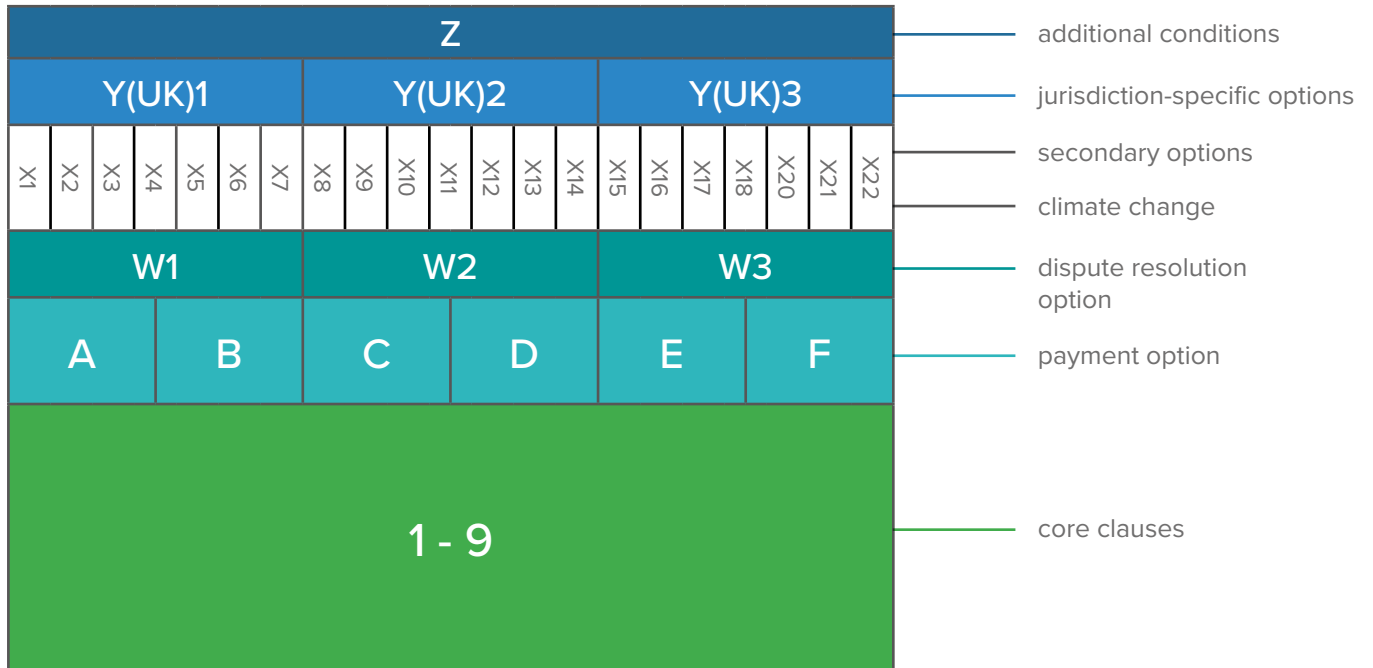 Z
additional conditions
Y(UK)1
Y(UK)2
Y(UK)3
jurisdiction-specific options
X1
X2
X3
X4
X5
X6
X7
X8
X9
X10
X11
X12
X13
X14
X15
X16
X17
X18
X20
X21
X22
secondary options
climate change
W1
W2
W3
dispute resolution
option
A
B
C
D
E
F
payment option
1 - 9
core clauses